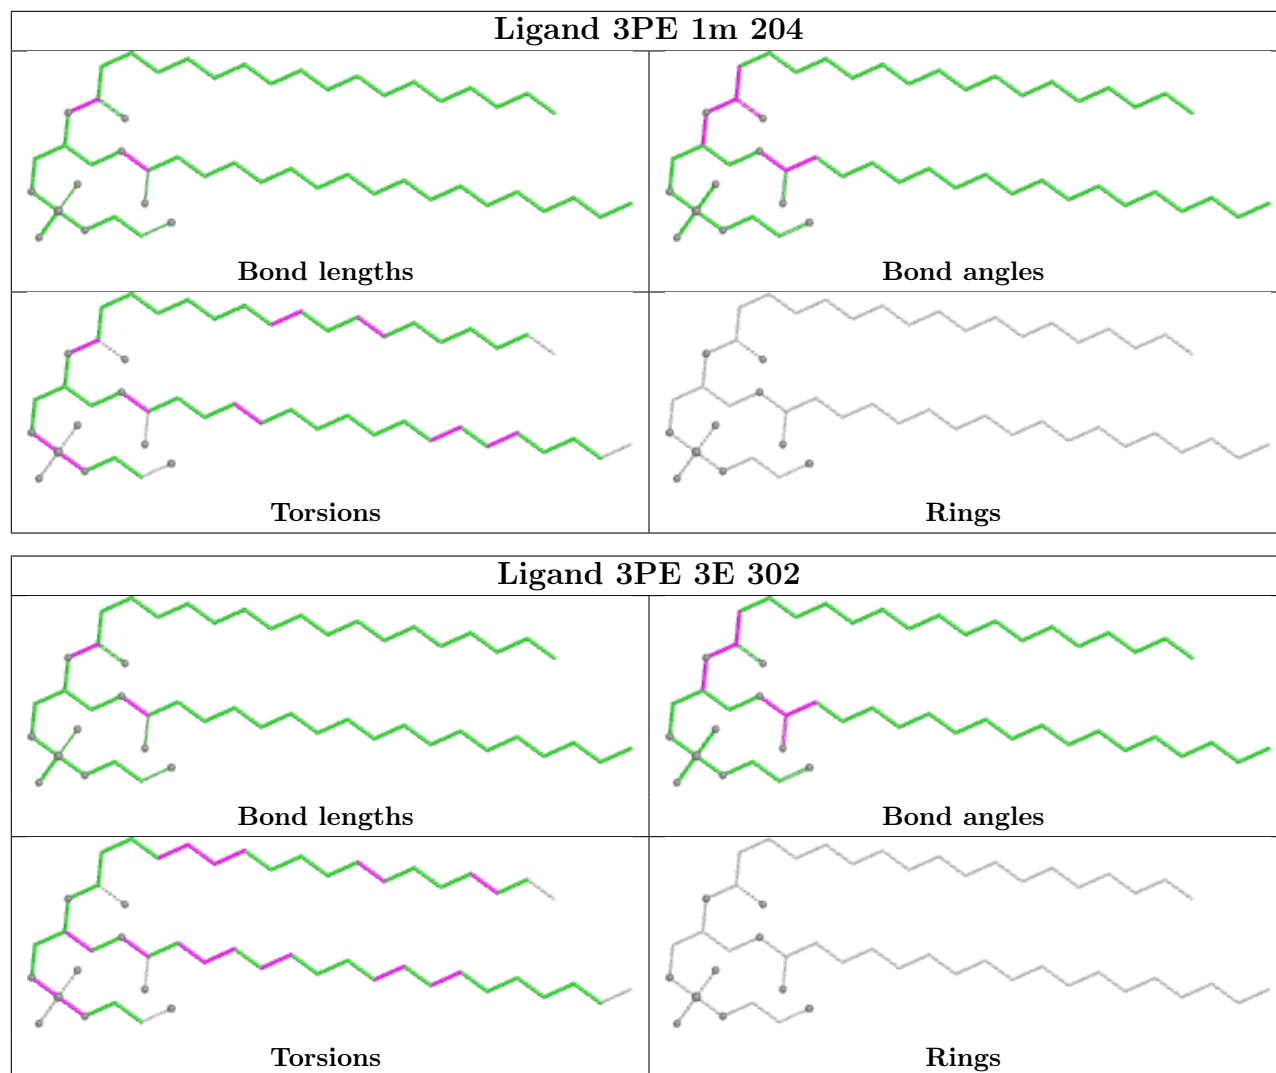 Ligand 3PE 1m 204
Bond lengths
Bond angles
Torsions
Rings
Ligand 3PE 3E 302
Bond lengths
Bond angles
Torsions
Rings